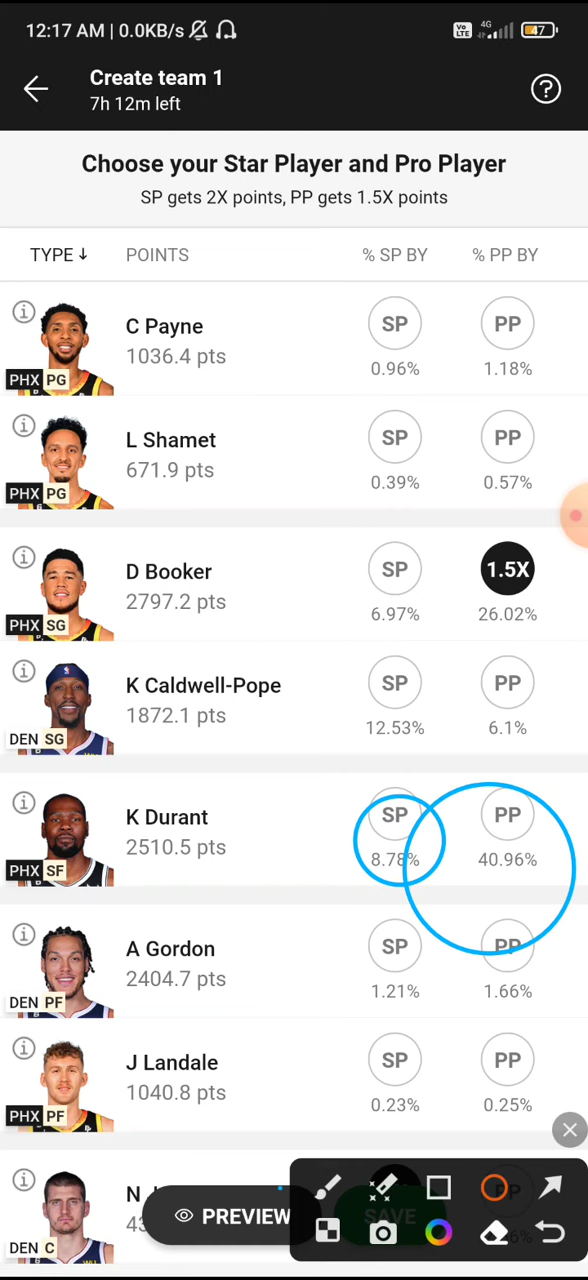 12:17 AM | 0.0KB/s
Vo LTE 4G 47
Create team 1
7h 12m left
?
Choose your Star Player and Pro Player
SP gets 2X points, PP gets 1.5X points
TYPE ↓ POINTS % SP BY % PP BY
C Payne SP PP
1036.4 pts
PHX PG 0.96% 1.18%
L Shamet SP PP
671.9 pts
PHX PG 0.39% 0.57%
D Booker SP 1.5X
2797.2 pts
PHX SG 6.97% 26.02%
K Caldwell-Pope SP PP
1872.1 pts
DEN SG 12.53% 6.1%
K Durant SP PP
2510.5 pts
PHX SF 8.78% 40.96%
A Gordon SP PP
2404.7 pts
DEN PF 1.21% 1.66%
J Landale SP PP
1040.8 pts
PHX PF 0.23% 0.25%
N PP
PREVIEW SAVE
DEN C